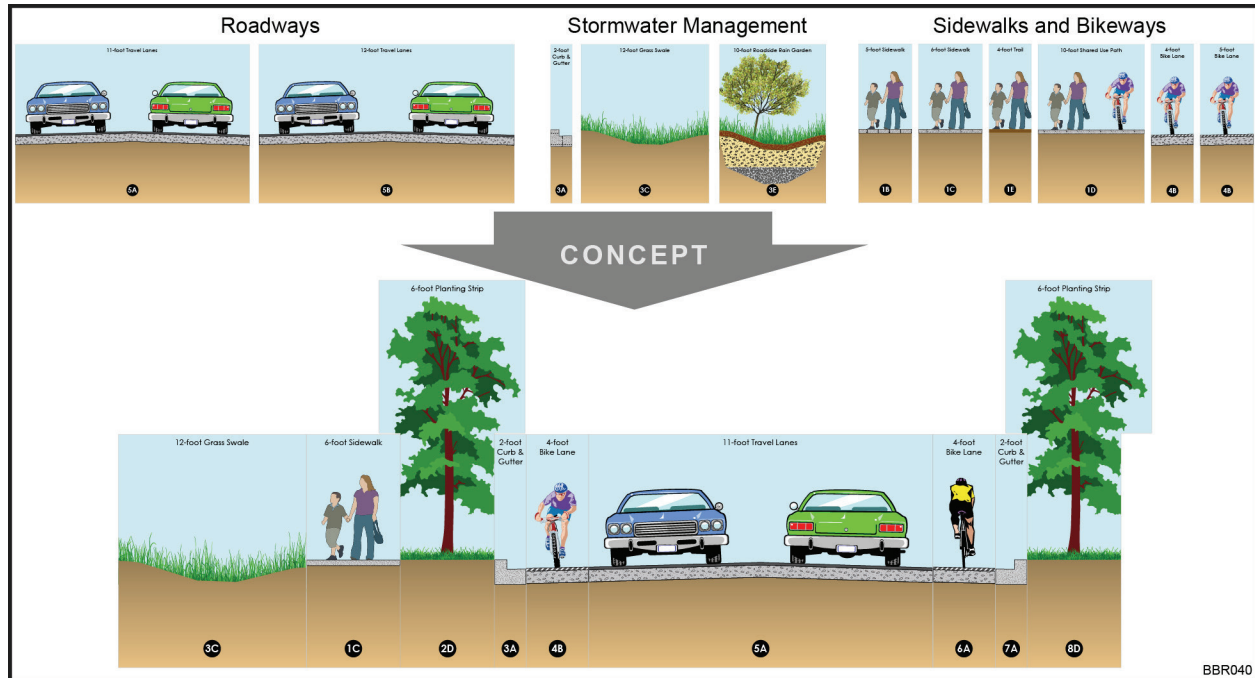 Roadways
Stormwater Management
Sidewalks and Bikeways
11-foot Travel Lanes
12-foot Travel Lanes
2-foot
Curb &
Gutter
12-foot Grass Swale
10-foot Roadside Rain Garden
5-foot Sidewalk
6-foot Sidewalk
4-foot Trail
10-foot Shared Use Path
4-foot
Bike Lane
5-foot
Bike Lane
5A
5B
3A
3C
3E
1B
1C
1E
1D
4B
4B
CONCEPT
6-foot Planting Strip
6-foot Planting Strip
12-foot Grass Swale
6-foot Sidewalk
2-foot
Curb &
Gutter
4-foot
Bike Lane
11-foot Travel Lanes
4-foot
Bike Lane
2-foot
Curb &
Gutter
3C
1C
2D
3A
4B
5A
6A
7A
8D
BBR040